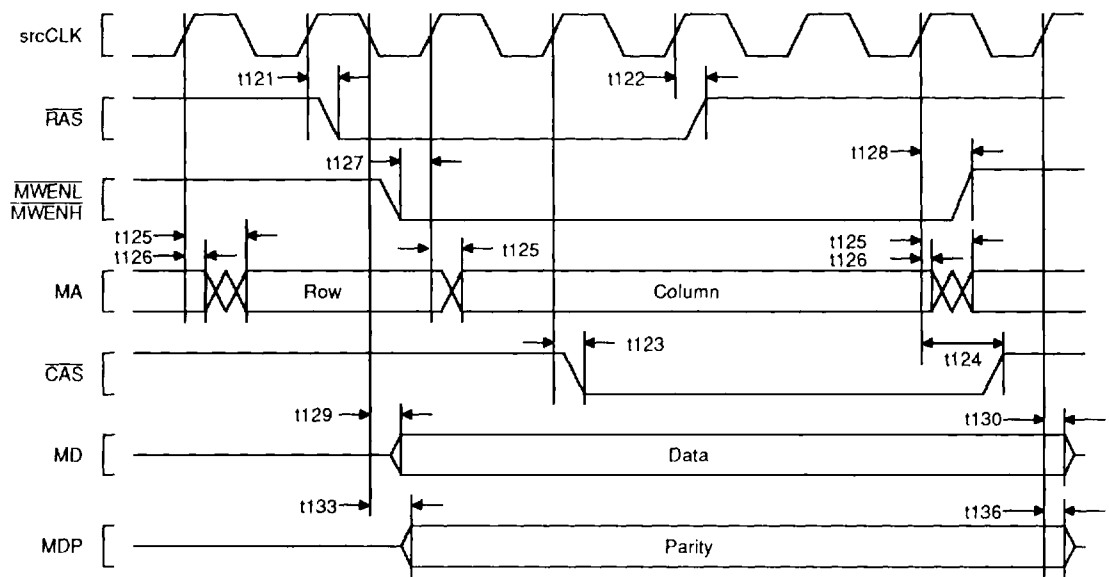 srcCLK
t121
t122
RAS
t127
t128
MWENL
MWENH
t125
t126
t125
t125
t126
MA
Row
Column
t123
t124
CAS
t129
t130
MD
Data
t133
t136
MDP
Parity